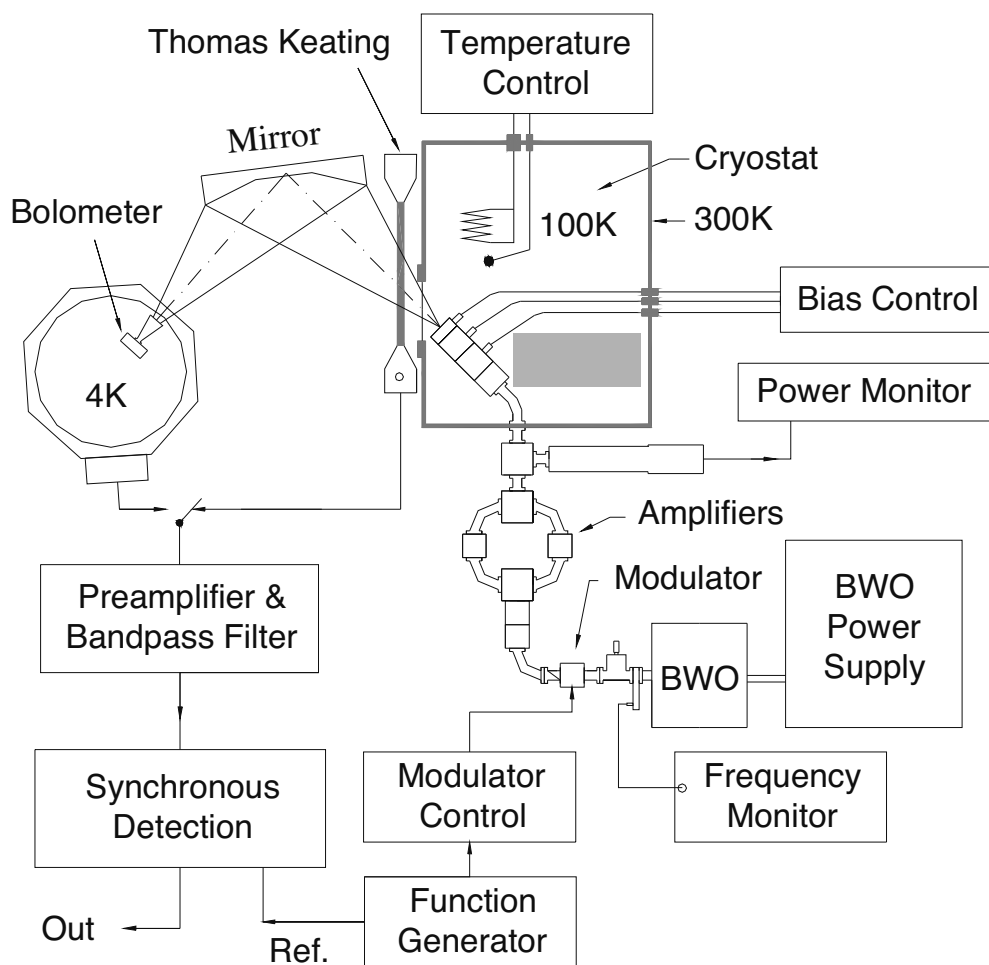 Thomas Keating
Temperature
Control
Mirror
Cryostat
Bolometer
100K
300K
Bias Control
4K
Power Monitor
Amplifiers
Modulator
Preamplifier &
Bandpass Filter
BWO
Power
Supply
BWO
Synchronous
Detection
Modulator
Control
Frequency
Monitor
Function
Generator
Out
Ref.